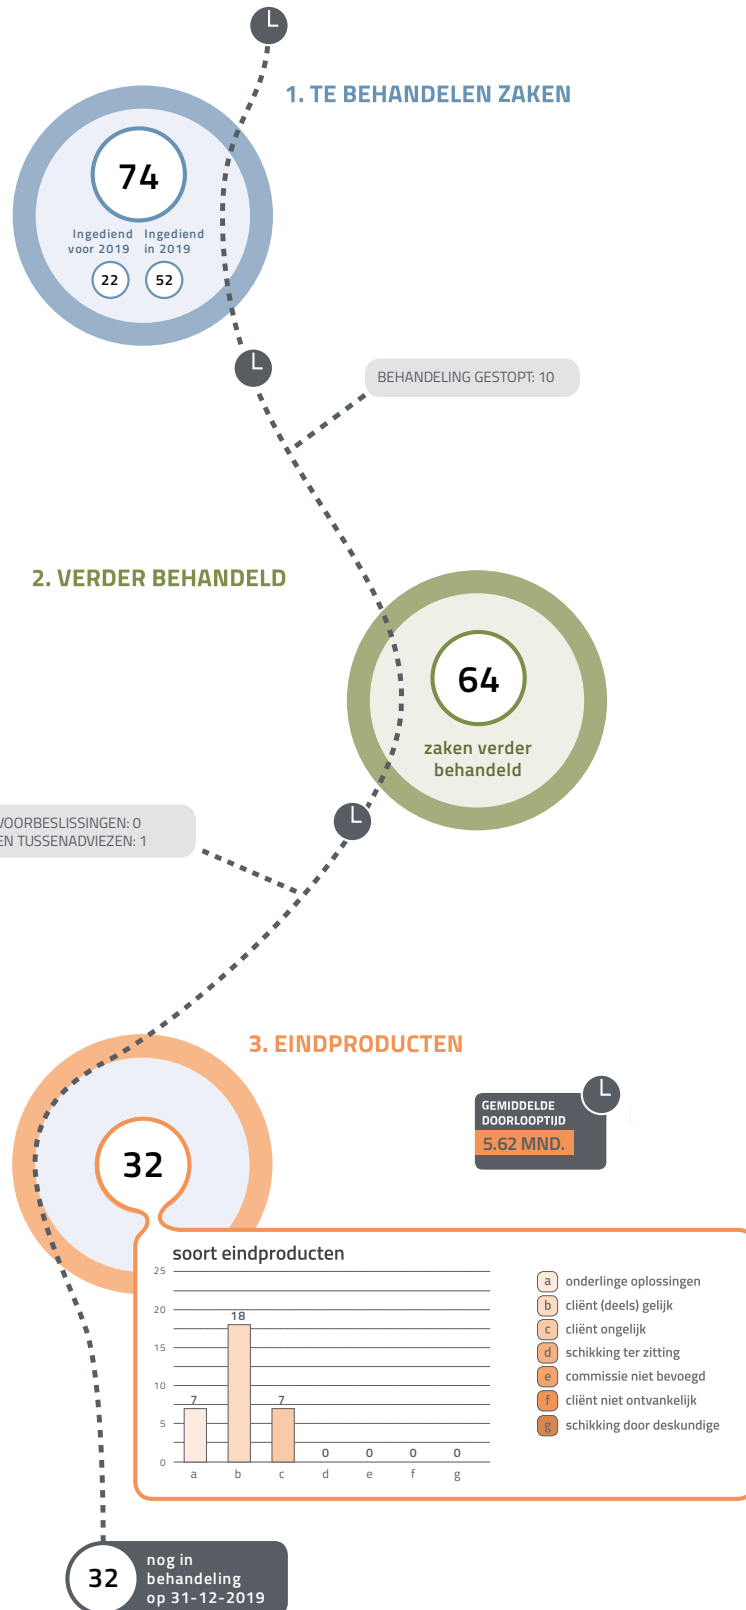 1. TE BEHANDELEN ZAKEN
74
Ingediend voor 2019
Ingediend in 2019
22
52
BEHANDELING GESTOPT: 10
2. VERDER BEHANDELD
64
zaken verder
behandeld
VOORBESLISSINGEN: 0
EN TUSSENADVIEZEN: 1
3. EINDPRODUCTEN
GEMIDDELDE
DOORLOOPTIJD
5.62 MND.
32
soort eindproducten
25
20
15
10
5
0
7
18
7
0
0
0
0
a
b
c
d
e
f
g
a onderlinge oplossingen
b cliënt (deels) gelijk
c cliënt ongelijk
d schikking ter zitting
e commissie niet bevoegd
f cliënt niet ontvankelijk
g schikking door deskundige
32
nog in
behandeling
op 31-12-2019